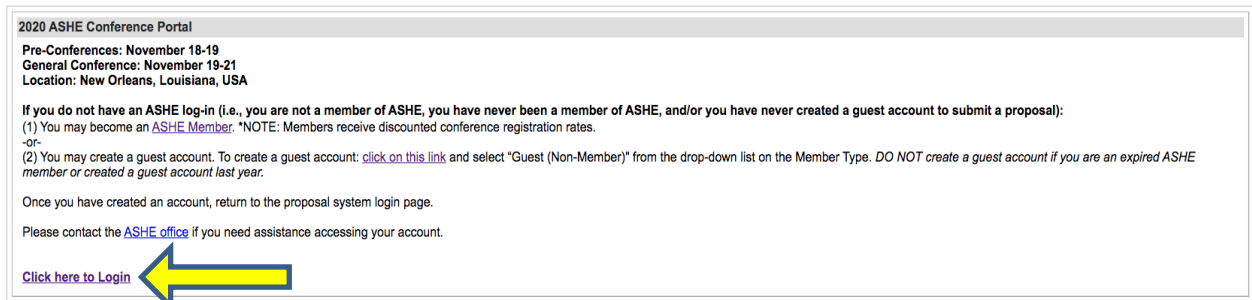 2020 ASHE Conference Portal
Pre-Conferences: November 18-19
General Conference: November 19-21
Location: New Orleans, Louisiana, USA
If you do not have an ASHE log-in (i.e., you are not a member of ASHE, you have never been a member of ASHE, and/or you have never created a guest account to submit a proposal):
(1) You may become an ASHE Member. *NOTE: Members receive discounted conference registration rates.
-or-
(2) You may create a guest account. To create a guest account: click on this link and select “Guest (Non-Member)" from the drop-down list on the Member Type. DO NOT create a guest account if you are an expired ASHE
member or created a guest account last year.
Once you have created an account, return to the proposal system login page.
Please contact the ASHE office if you need assistance accessing your account.
Click here to Login